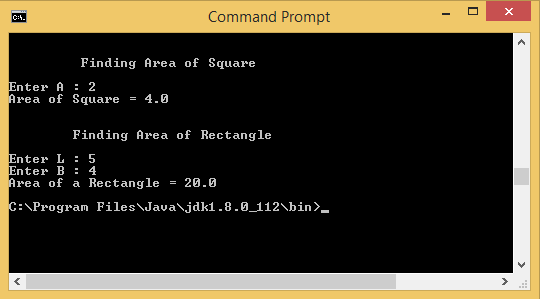 Command Prompt
Finding Area of Square
Enter A : 2
Area of Square = 4.0
Finding Area of Rectangle
Enter L : 5
Enter B : 4
Area of a Rectangle = 20.0
C:\Program Files\Java\jdk1.8.0_112\bin>_